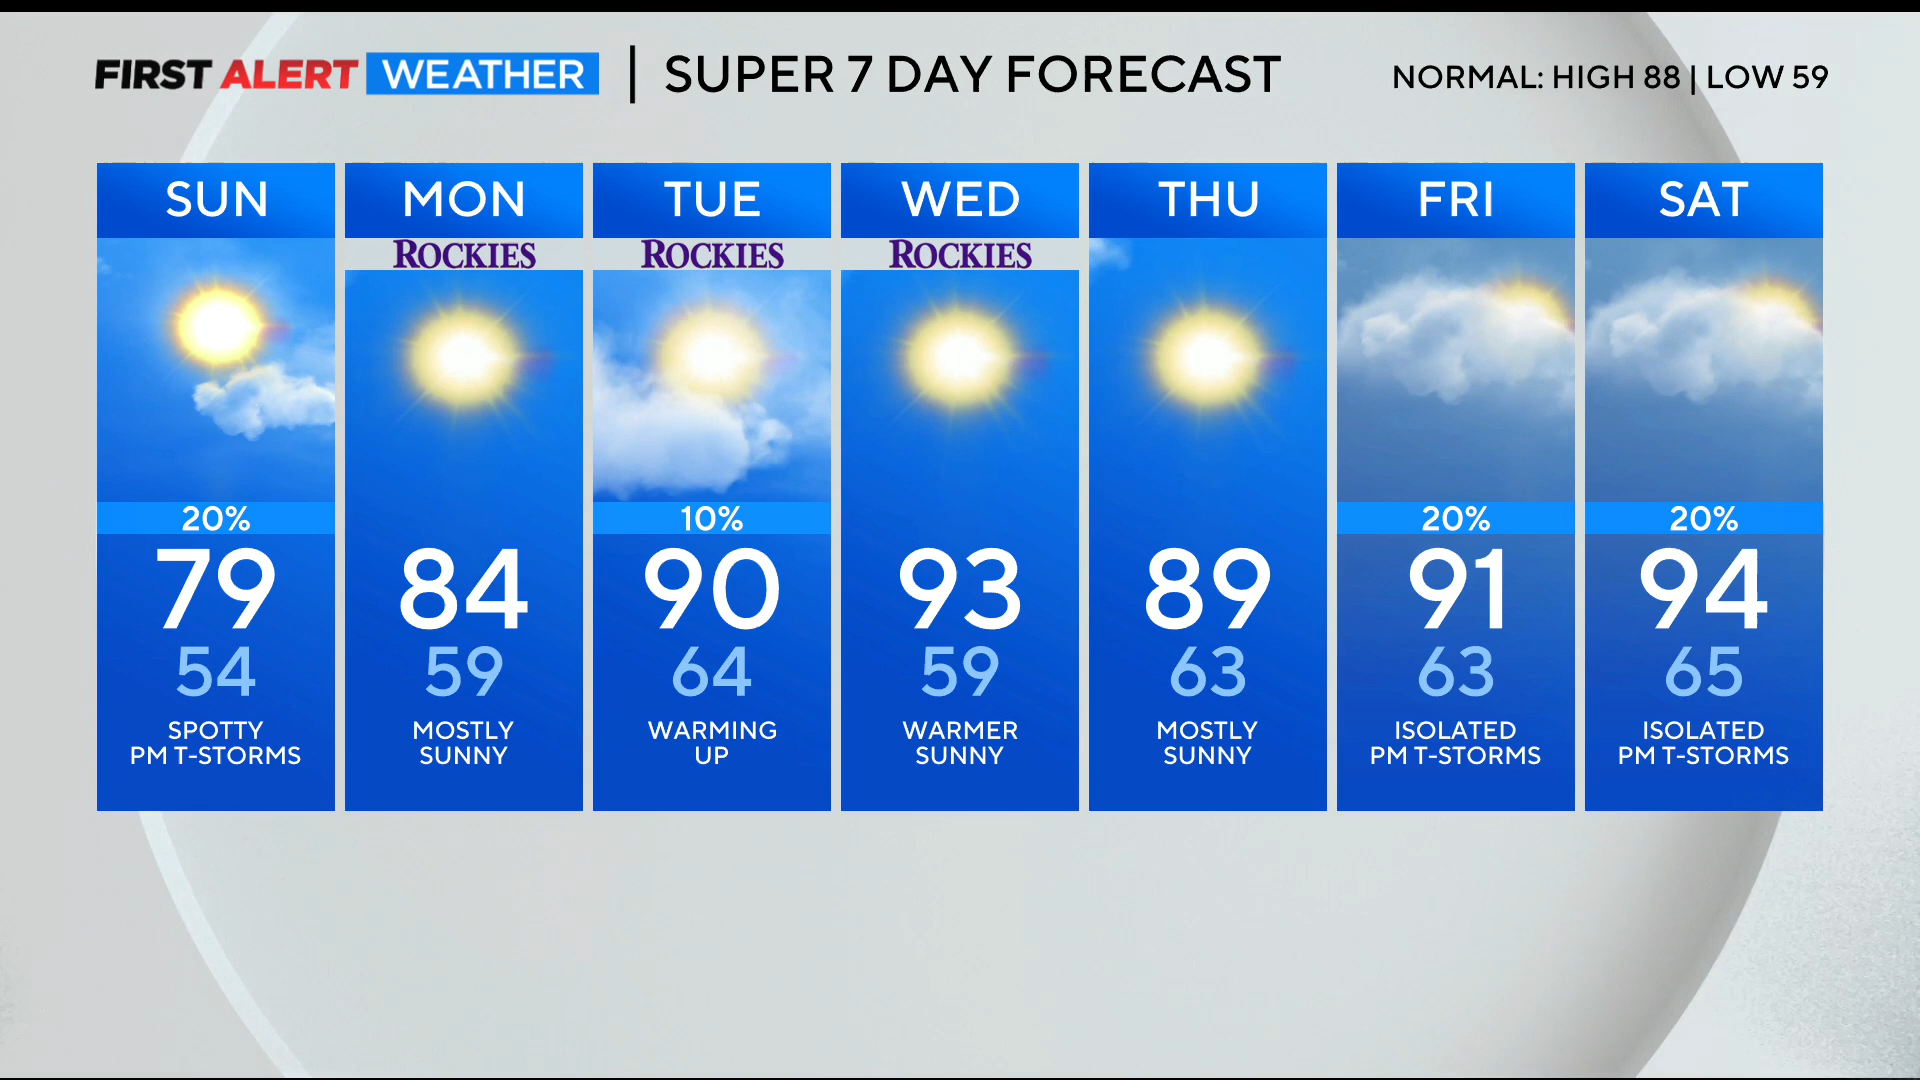 FIRST ALERT WEATHER | SUPER 7 DAY FORECAST
NORMAL: HIGH 88 | LOW 59
SUN
20%
79
54
SPOTTY
PM T-STORMS
MON
ROCKIES
84
59
MOSTLY
SUNNY
TUE
ROCKIES
10%
90
64
WARMING
UP
WED
ROCKIES
93
59
WARMER
SUNNY
THU
89
63
MOSTLY
SUNNY
FRI
20%
91
63
ISOLATED
PM T-STORMS
SAT
20%
94
65
ISOLATED
PM T-STORMS